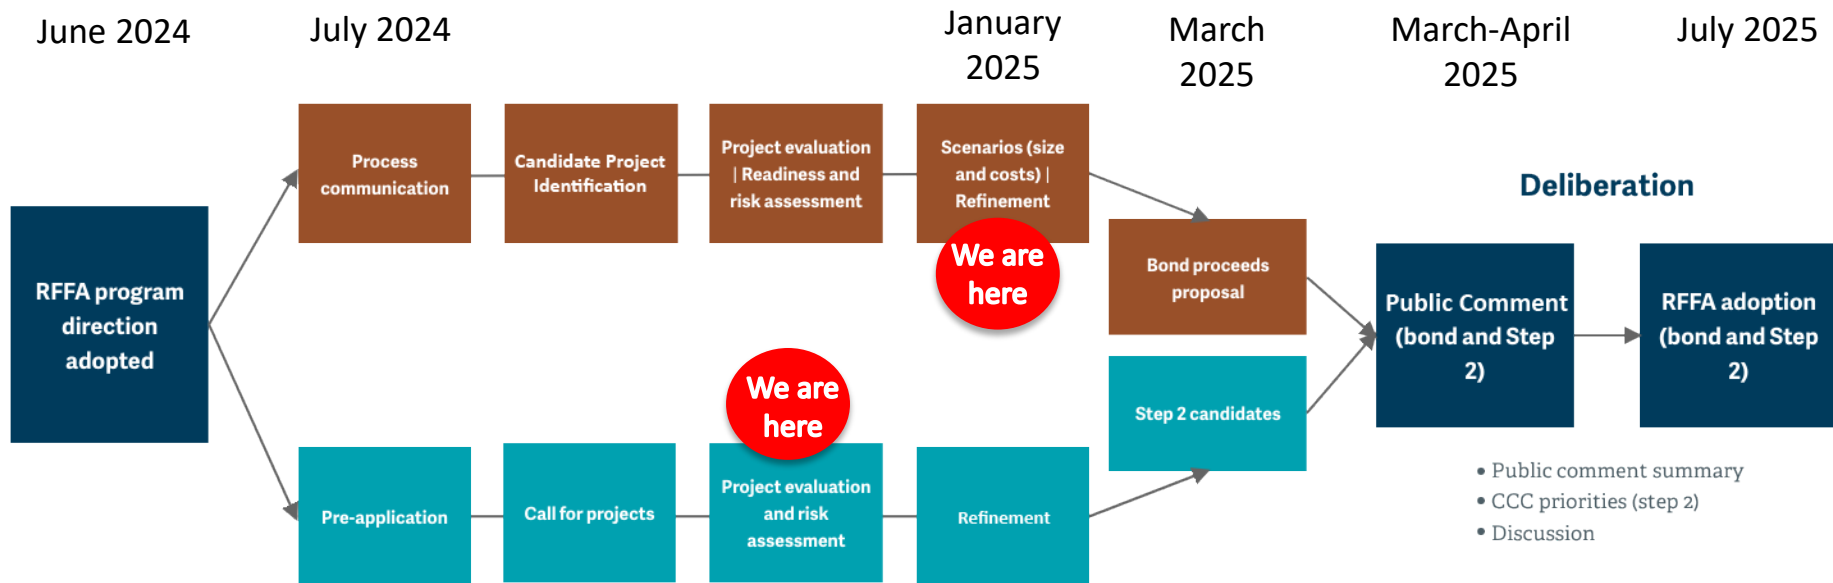 June 2024
July 2024
January
2025
March
2025
March-April
2025
July 2025
Process
communication
Candidate Project
Identification
Project evaluation
| Readiness and
risk assessment
Scenarios (size
and costs) |
Refinement
We are
here
Bond proceeds
proposal
Deliberation
RFFA program
direction
adopted
Public Comment
(bond and Step
2)
RFFA adoption
(bond and Step
2)
We are
here
Step 2 candidates
Pre-application
Call for projects
Project evaluation
and risk
assessment
Refinement
• Public comment summary
• CCC priorities (step 2)
• Discussion